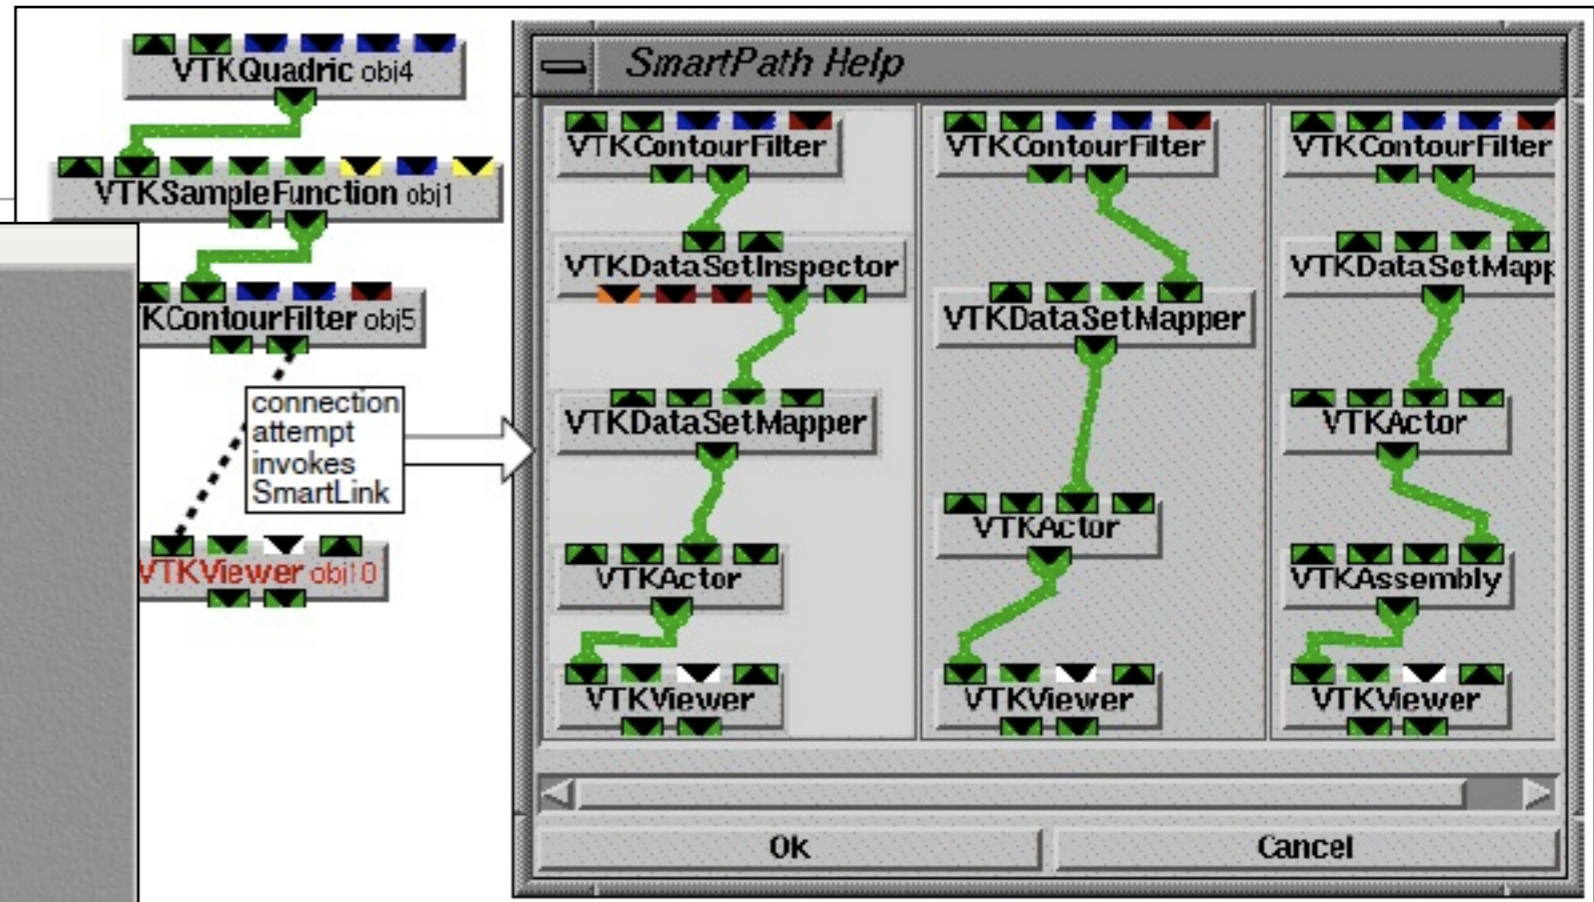 VTKQuadric obj4
VTKSampleFunction obj1
KContourFilter obj5
connection
attempt
invokes
SmartLink
VTKViewer obj10
SmartPath Help
VTKContourFilter
VTKDataSetInspector
VTKDataSetMapper
VTKActor
VTKViewer
VTKContourFilter
VTKDataSetMapper
VTKActor
VTKViewer
VTKContourFilter
VTKDataSetMapp
VTKActor
VTKAssembly
VTKViewer
Ok
Cancel